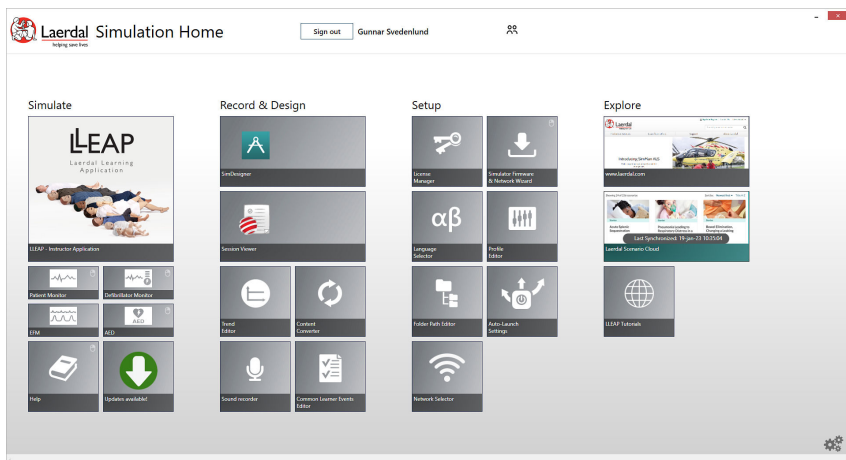 Laerdal
helping save lives
Simulation Home
Sign out
Gunnar Svedenlund
Simulate
LLEAP
Laerdal Learning
Application
LLEAP - Instructor Application
Patient Monitor
Defibrillator Monitor
EFM
AED
AED
Help
Updates available!
Record & Design
SimDesigner
Session Viewer
Trend
Editor
Content
Converter
Sound recorder
Common Learner Events
Editor
Setup
License
Manager
Simulator Firmware
& Network Wizard
αβ
Language
Selector
Profile
Editor
Folder Path Editor
Auto-Launch
Settings
Network Selector
Explore
Laerdal
Introducing SimMan ALS
www.laerdal.com
Last Synchronized: 19-jan-23 10:35:04
Laerdal Scenario Cloud
LLEAP Tutorials